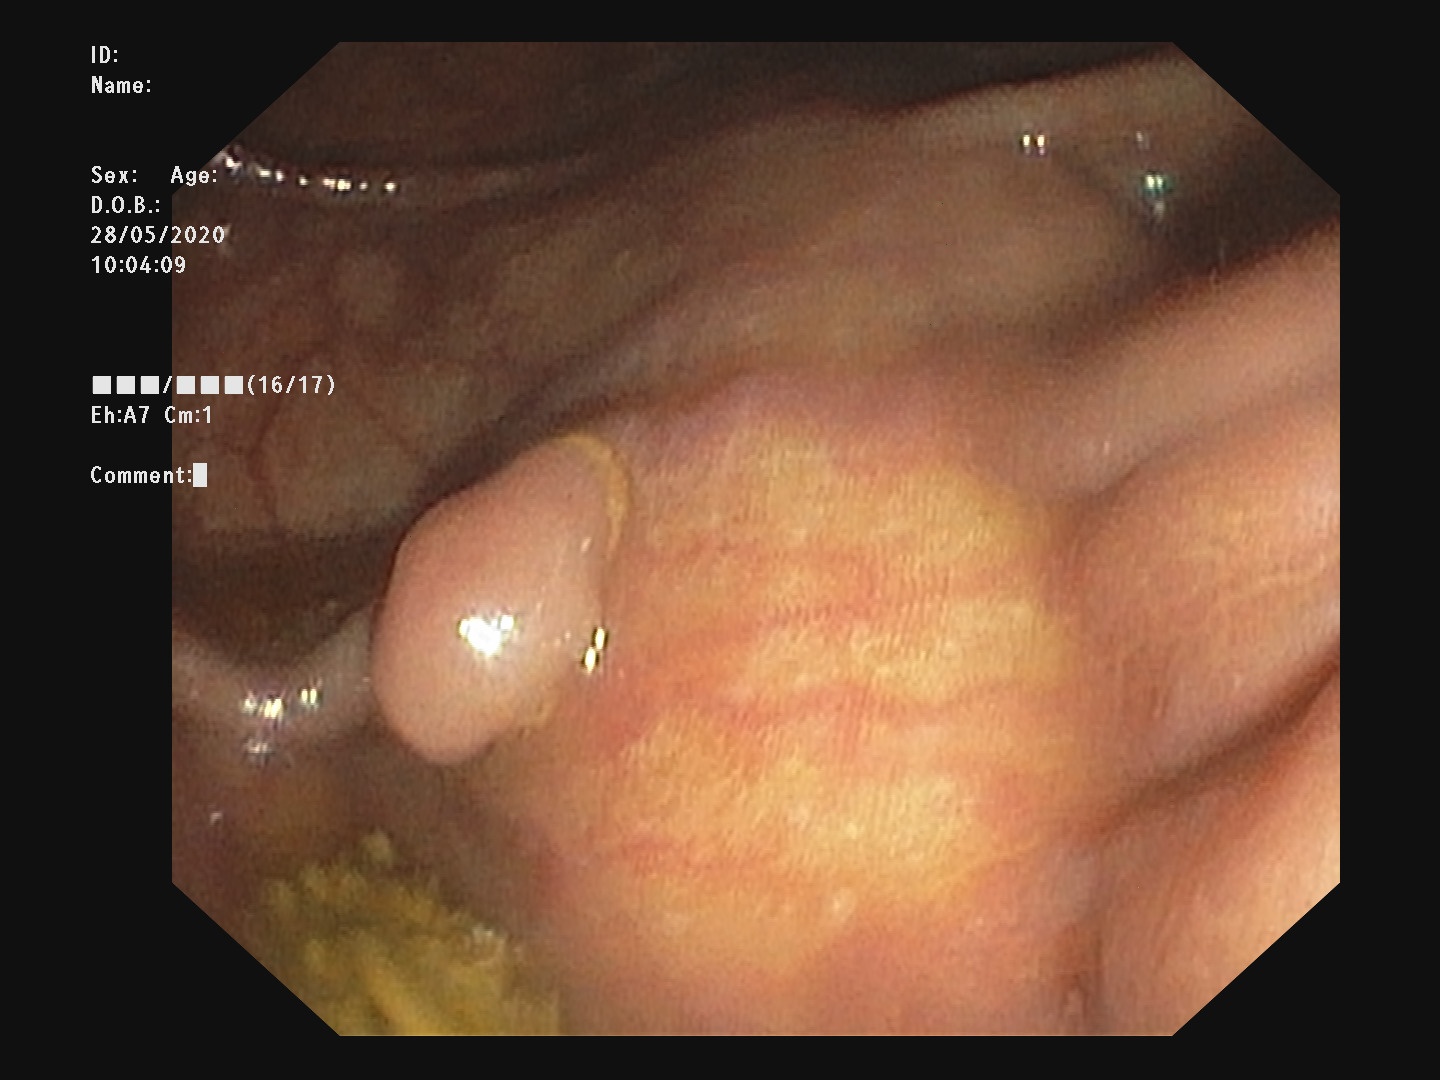 ID:
Name:
Sex: Age:
D.O.B.:
28/05/2020
10:04:09
■■■/■■■(16/17)
Eh:A7 Cm:1
Comment: